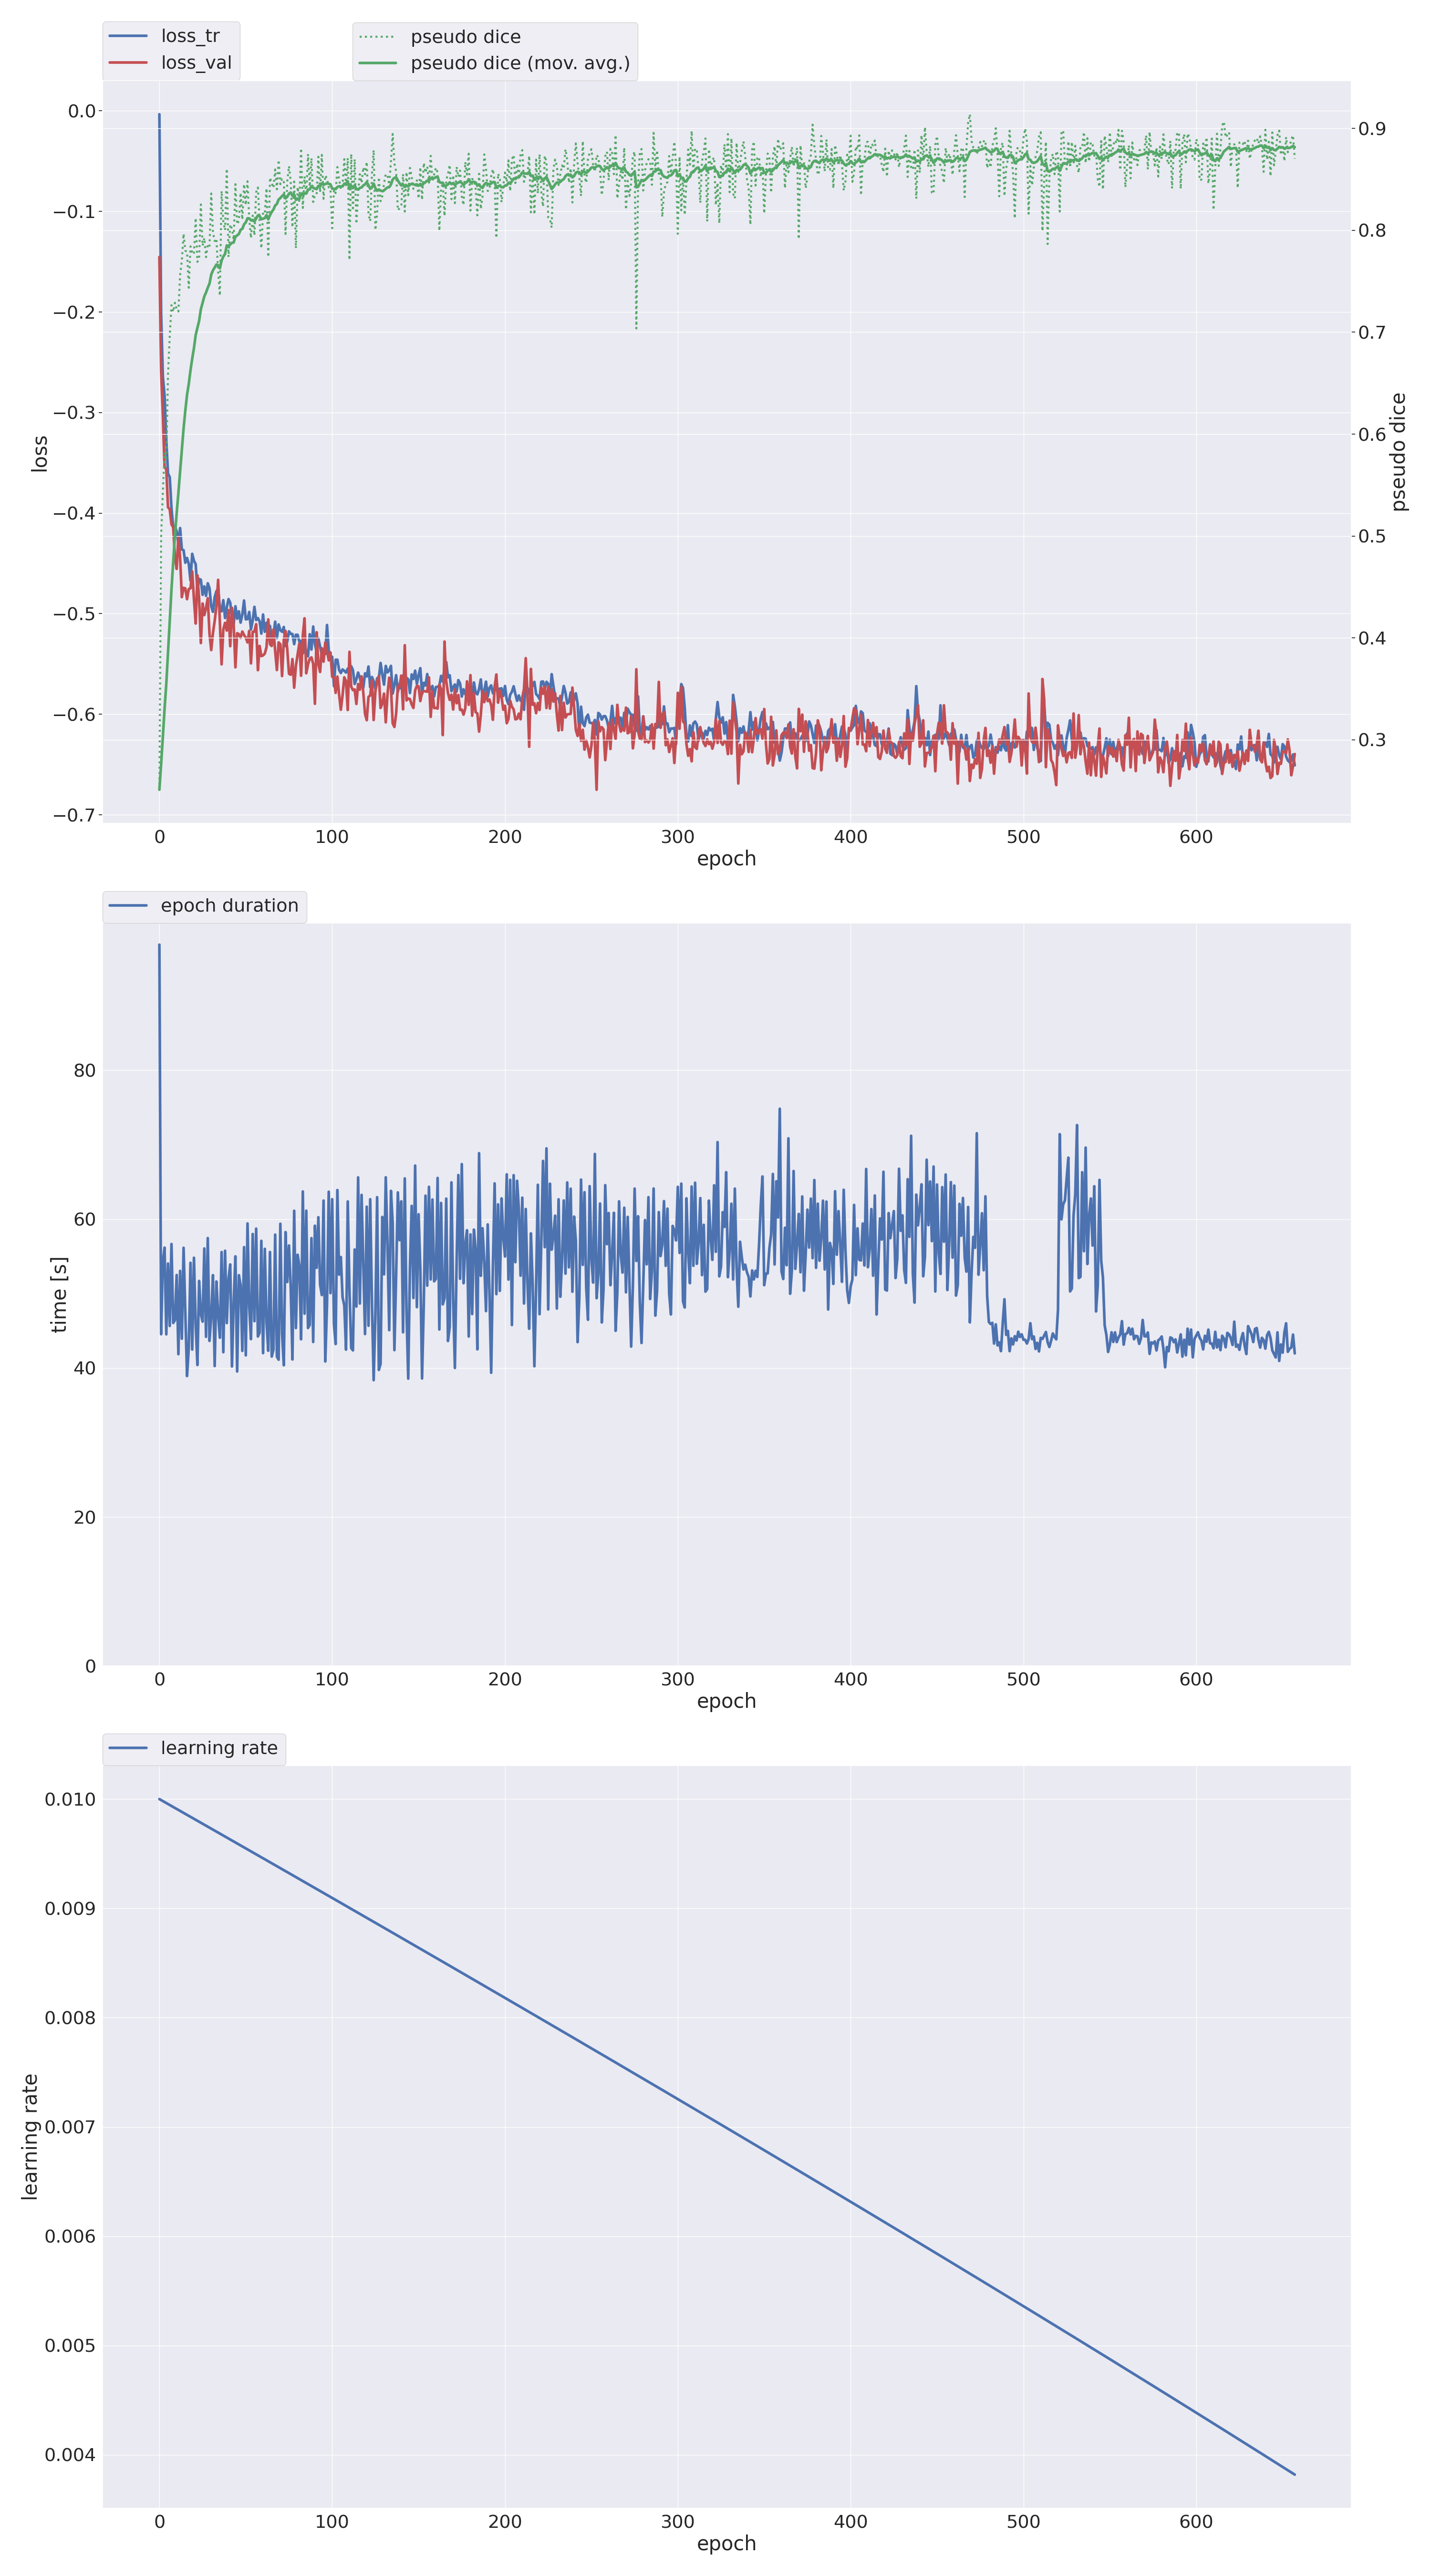 loss_tr
loss_val
pseudo dice
pseudo dice (mov. avg.)
0.0
−0.1
−0.2
−0.3
−0.4
−0.5
−0.6
−0.7
loss
0.9
0.8
0.7
0.6
0.5
0.4
0.3
pseudo dice
0 100 200 300 400 500 600
epoch
epoch duration
80
60
40
20
0
time [s]
0 100 200 300 400 500 600
epoch
learning rate
0.010
0.009
0.008
0.007
0.006
0.005
0.004
learning rate
0 100 200 300 400 500 600
epoch